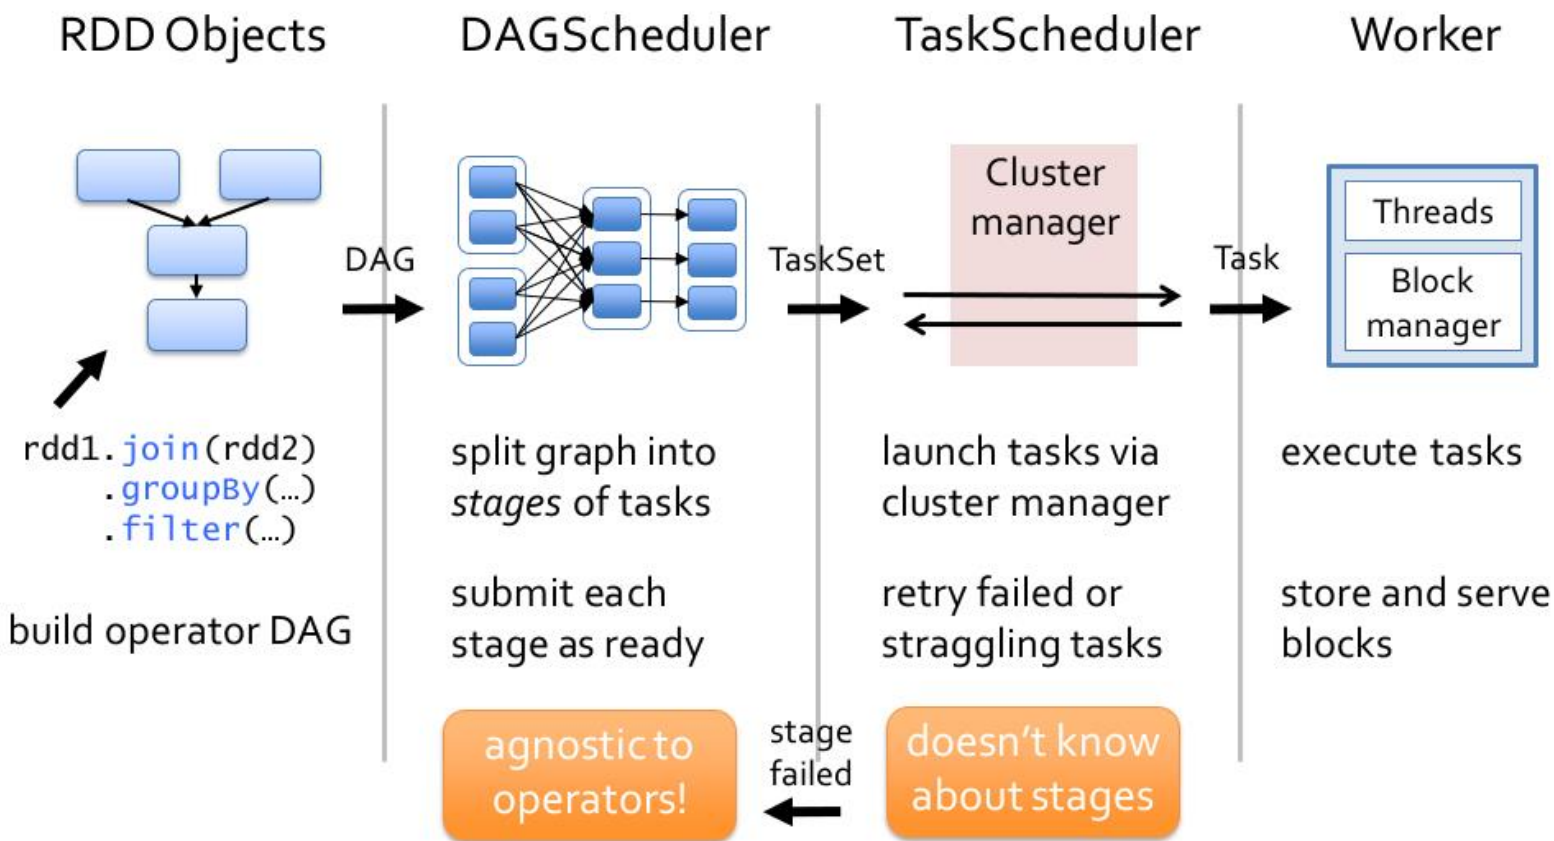 RDD Objects
DAGScheduler
TaskScheduler
Worker
DAG
TaskSet
Cluster
manager
Task
Threads
Block
manager
rdd1.join(rdd2)
.groupBy(…)
.filter(…)
build operator DAG
split graph into
stages of tasks
submit each
stage as ready
agnostic to
operators!
launch tasks via
cluster manager
retry failed or
straggling tasks
stage
failed
doesn't know
about stages
execute tasks
store and serve
blocks